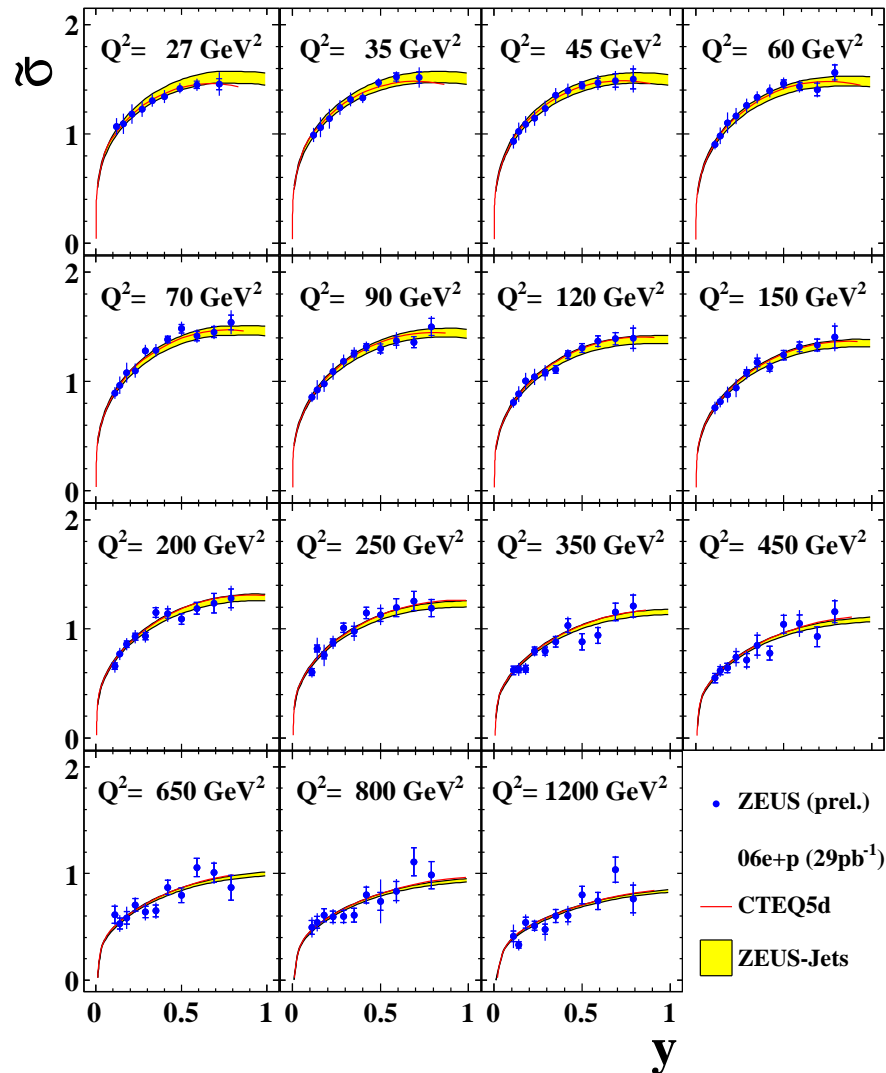 2
σ̃
Q²= 27 GeV²
Q²= 35 GeV²
Q²= 45 GeV²
Q²= 60 GeV²
1
0
2
Q²= 70 GeV²
Q²= 90 GeV²
Q²= 120 GeV²
Q²= 150 GeV²
1
0
2
Q²= 200 GeV²
Q²= 250 GeV²
Q²= 350 GeV²
Q²= 450 GeV²
1
0
2
Q²= 650 GeV²
Q²= 800 GeV²
Q²= 1200 GeV²
1
0
ZEUS (prel.)
06e+p (29pb⁻¹)
CTEQ5d
ZEUS-Jets
0 0.5 1 0 0.5 1 0 0.5 1
y